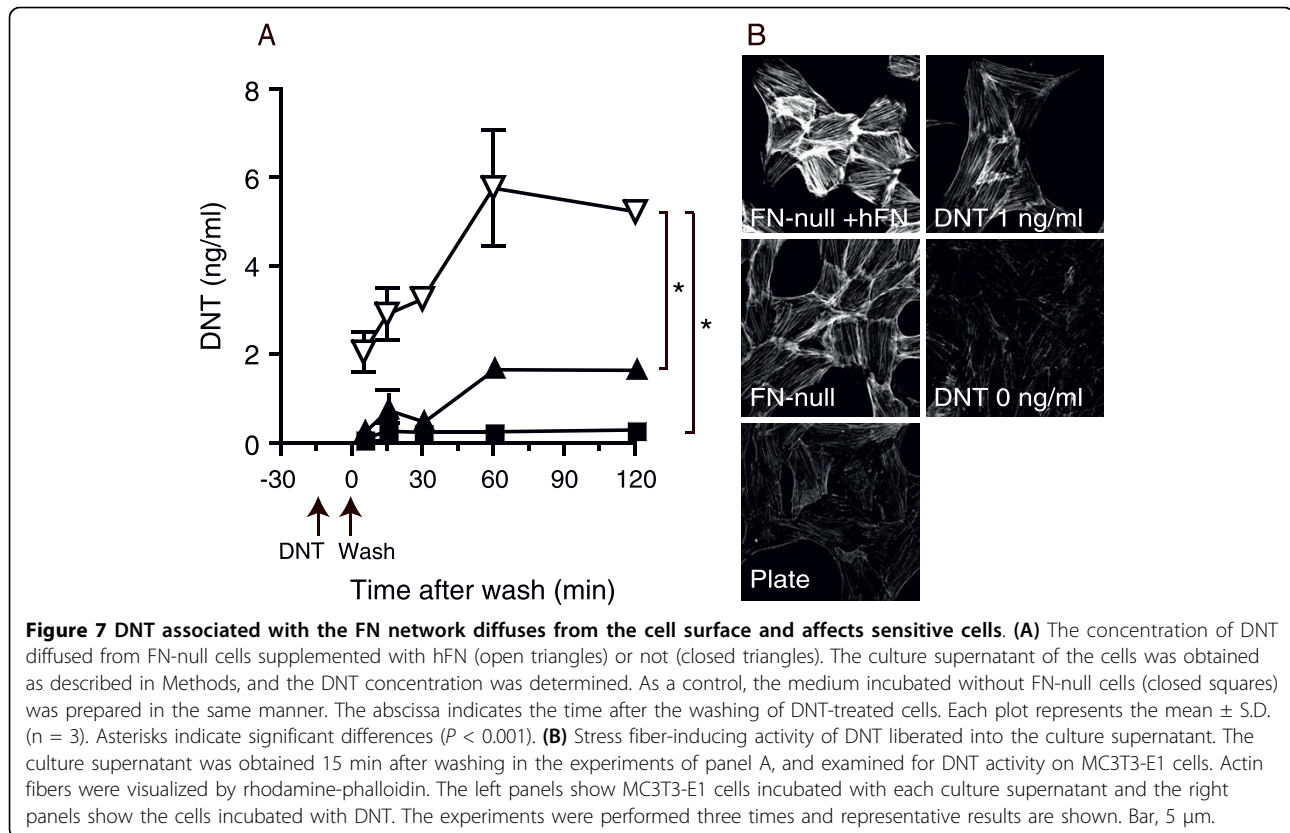 A
B
8
6
4
2
0
DNT (ng/ml)
-30 0 30 60 90 120
DNT Wash
Time after wash (min)
*
*
FN-null +hFN
DNT 1 ng/ml
FN-null
DNT 0 ng/ml
Plate
Figure 7 DNT associated with the FN network diffuses from the cell surface and affects sensitive cells. (A) The concentration of DNT
diffused from FN-null cells supplemented with hFN (open triangles) or not (closed triangles). The culture supernatant of the cells was obtained
as described in Methods, and the DNT concentration was determined. As a control, the medium incubated without FN-null cells (closed squares)
was prepared in the same manner. The abscissa indicates the time after the washing of DNT-treated cells. Each plot represents the mean ± S.D.
(n = 3). Asterisks indicate significant differences (P < 0.001). (B) Stress fiber-inducing activity of DNT liberated into the culture supernatant. The
culture supernatant was obtained 15 min after washing in the experiments of panel A, and examined for DNT activity on MC3T3-E1 cells. Actin
fibers were visualized by rhodamine-phalloidin. The left panels show MC3T3-E1 cells incubated with each culture supernatant and the right
panels show the cells incubated with DNT. The experiments were performed three times and representative results are shown. Bar, 5 μm.